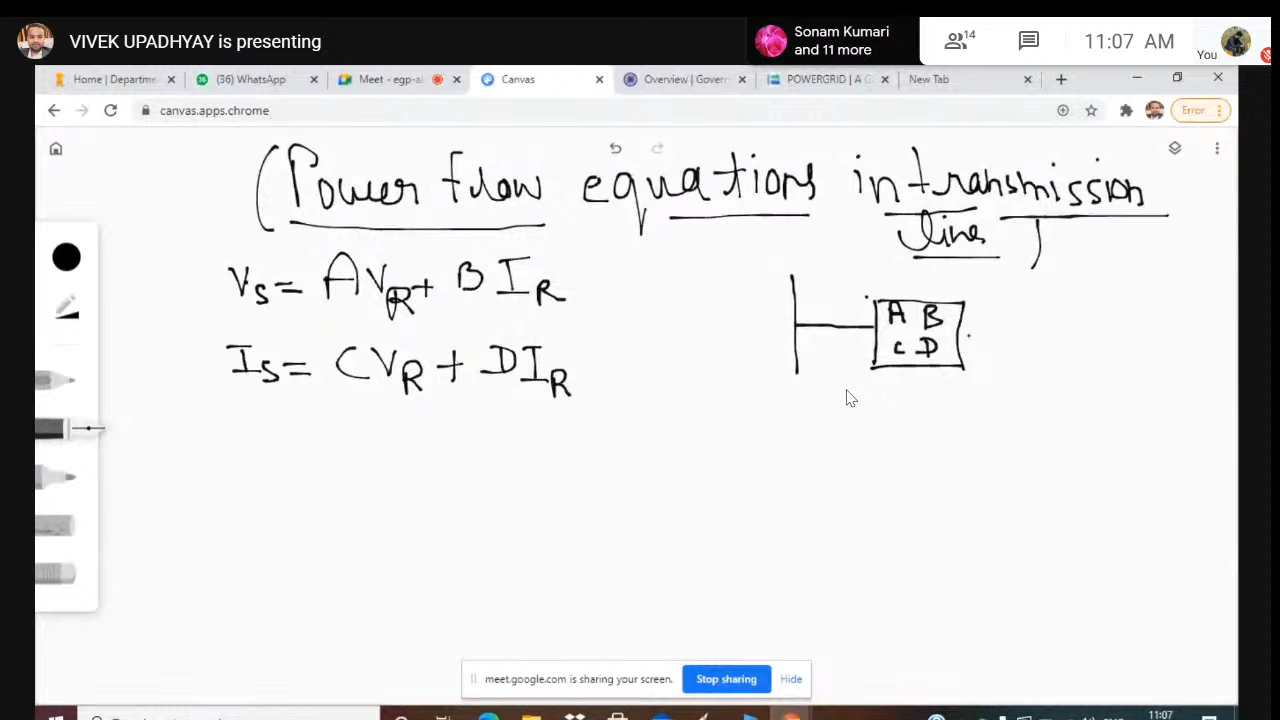 VIVEK UPADHYAY is presenting
Sonam Kumari
and 11 more
14
11:07 AM
You
Home | Departme
(36) WhatsApp
Meet - egp-a
Canvas
Overview | Gover
POWERGRID | A G
New Tab
canvas.apps.chrome
Error
(Power flow equations in transmission
line)
VS = AVR + BIR
IS = CVR + DIR
A B
C D
meet.google.com is sharing your screen.
Stop sharing
Hide
11:07